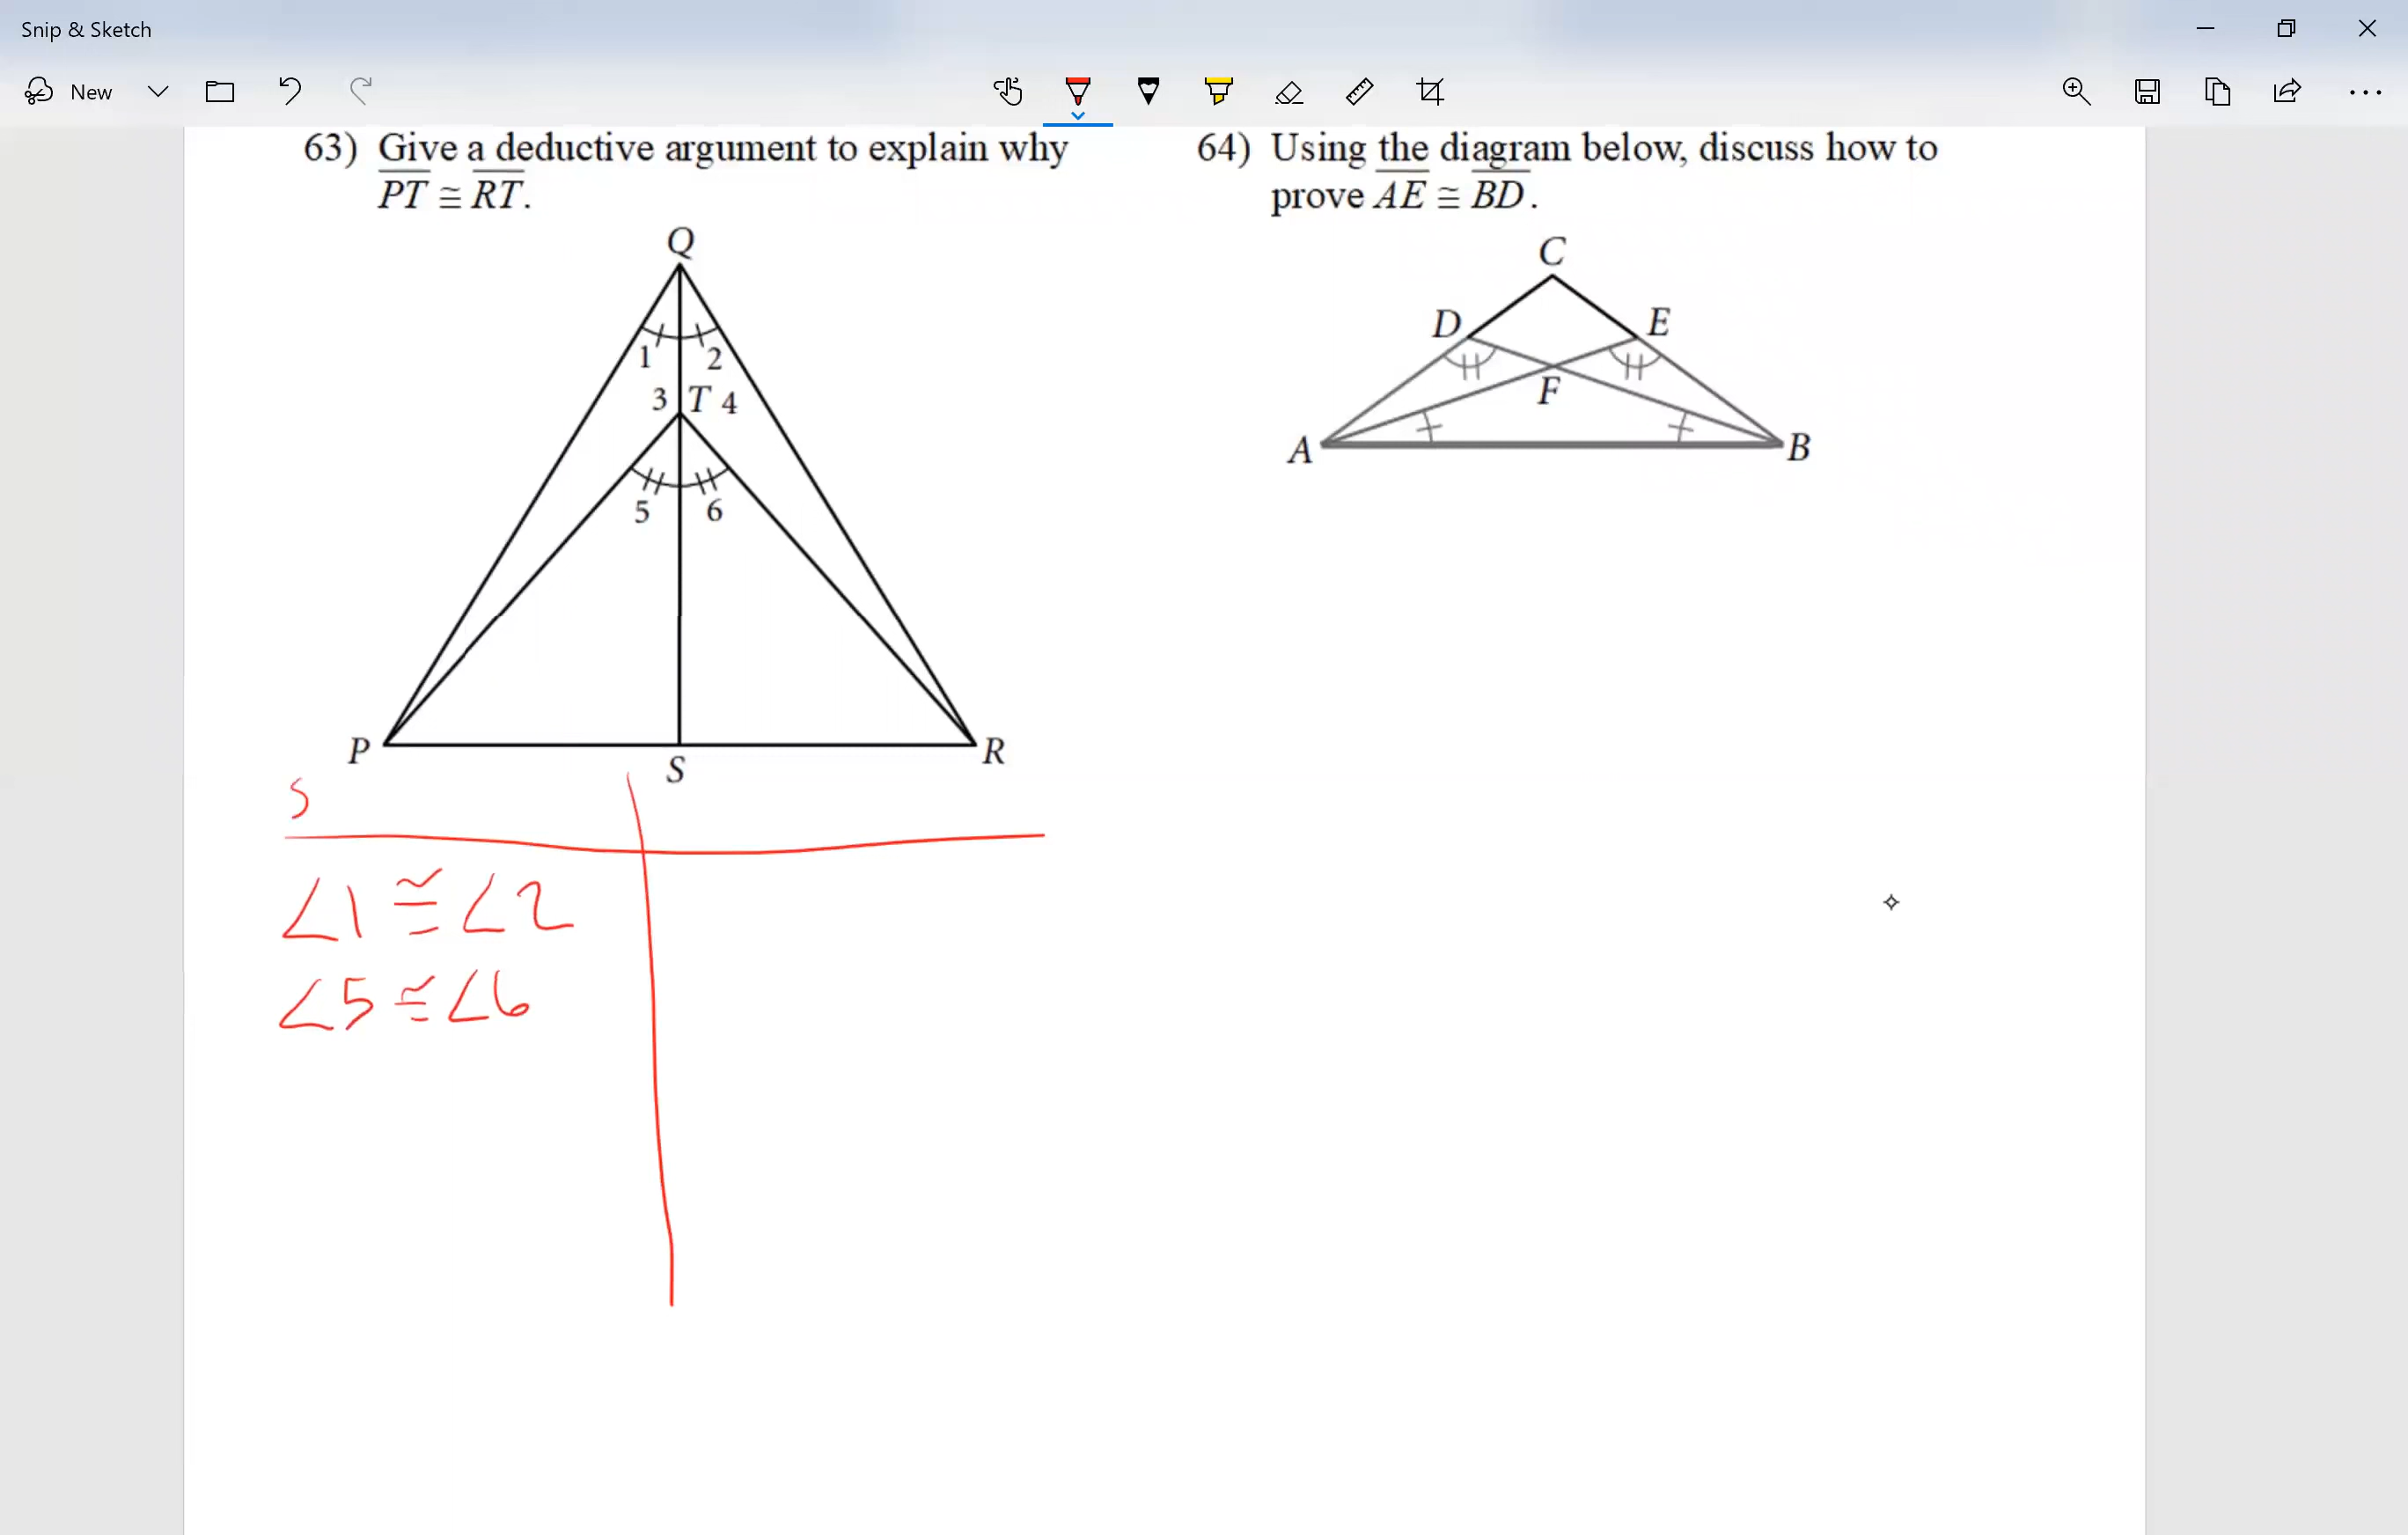 Snip & Sketch
New
63) Give a deductive argument to explain why
PT ≅ RT.
Q
1 2
3 T 4
5 6
P
S
R
S
∠1 ≅ ∠2
∠5 ≅ ∠6
64) Using the diagram below, discuss how to
prove AE ≅ BD.
C
D E
F
A B